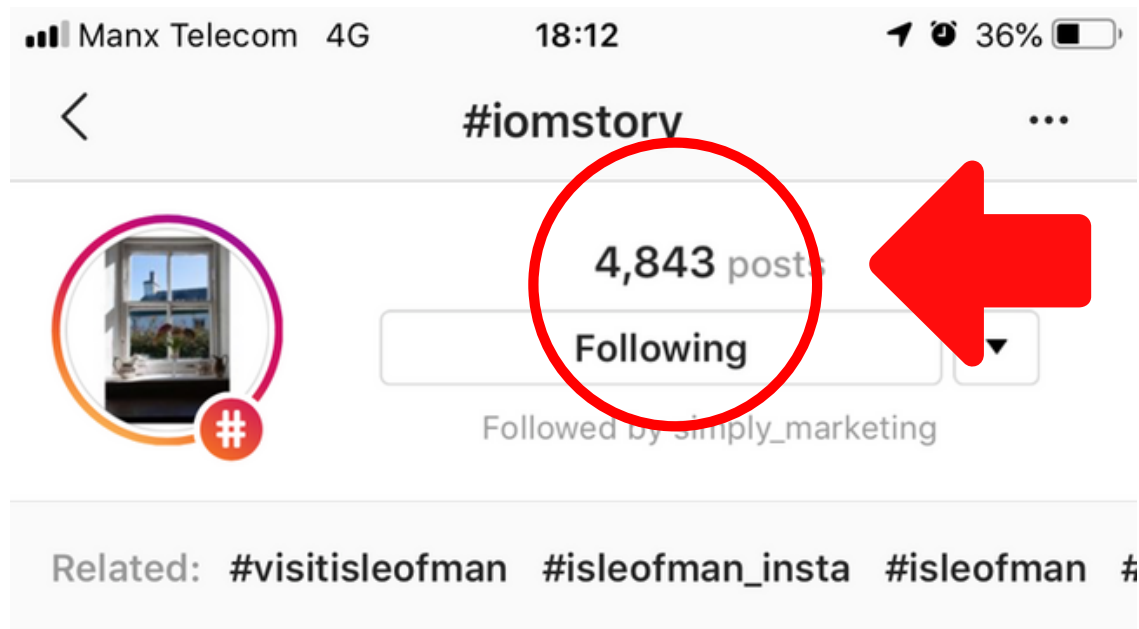 Manx Telecom 4G 18:12 36%
#iomstory ...
4,843 posts
Following
#
Followed by simply_marketing
Related: #visitisleofman #isleofman_insta #isleofman #